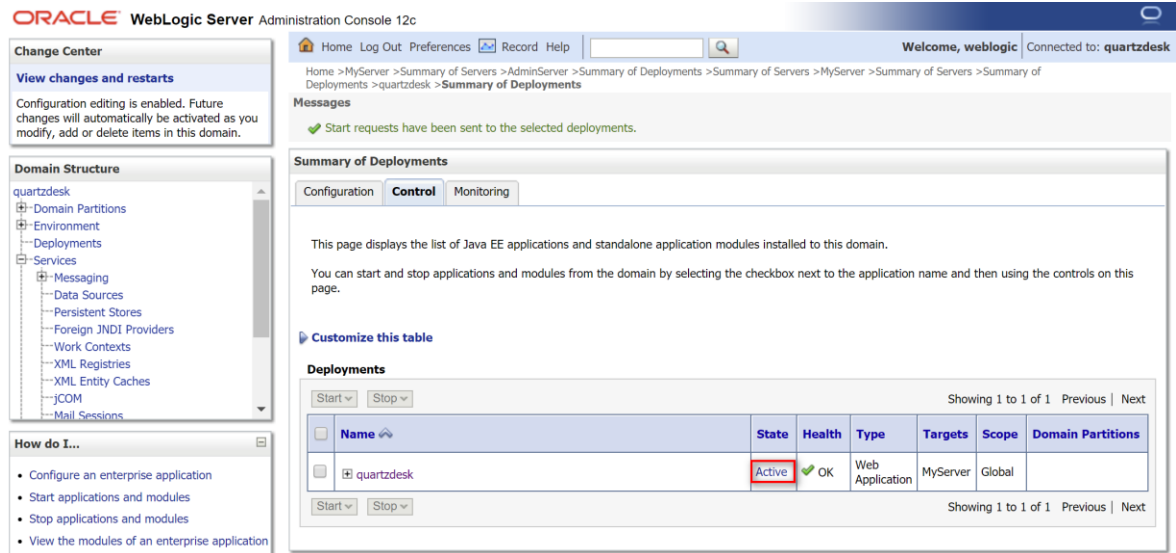 ORACLE WebLogic Server Administration Console 12c
Change Center
View changes and restarts
Configuration editing is enabled. Future
changes will automatically be activated as you
modify, add or delete items in this domain.
Domain Structure
quartzdesk
Domain Partitions
Environment
Deployments
Services
Messaging
Data Sources
Persistent Stores
Foreign JNDI Providers
Work Contexts
XML Registries
XML Entity Caches
jCOM
Mail Sessions
How do I...
Configure an enterprise application
Start applications and modules
Stop applications and modules
View the modules of an enterprise application
Home Log Out Preferences Record Help
Welcome, weblogic Connected to: quartzdesk
Home >MyServer >Summary of Servers >AdminServer >Summary of Deployments >Summary of Servers >MyServer >Summary of Servers >Summary of
Deployments >quartzdesk >Summary of Deployments
Messages
Start requests have been sent to the selected deployments.
Summary of Deployments
Configuration Control Monitoring
This page displays the list of Java EE applications and standalone application modules installed to this domain.
You can start and stop applications and modules from the domain by selecting the checkbox next to the application name and then using the controls on this
page.
Customize this table
Deployments
Start Stop Showing 1 to 1 of 1 Previous | Next
Name State Health Type Targets Scope Domain Partitions
quartzdesk Active OK Web Application MyServer Global
Start Stop Showing 1 to 1 of 1 Previous | Next